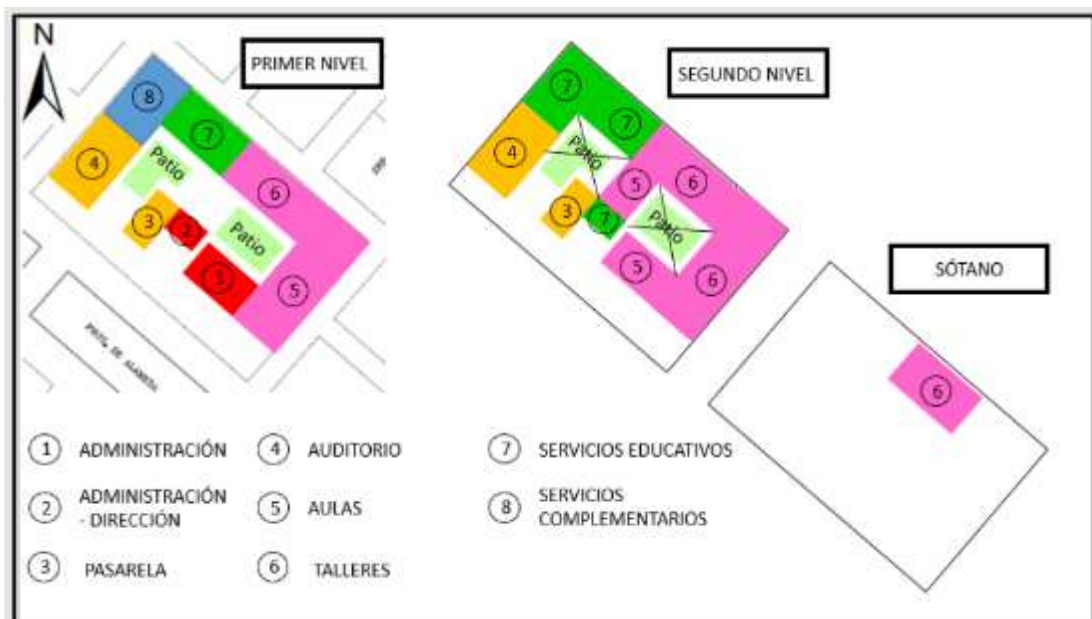 N
PRIMER NIVEL
SEGUNDO NIVEL
SÓTANO
8
7
4
Patio
6
3
2
Patio
1
5
7
7
4
Patio
5
6
3
7
Patio
5
6
6
1 ADMINISTRACIÓN
2 ADMINISTRACIÓN
- DIRECCIÓN
3 PASARELA
4 AUDITORIO
5 AULAS
6 TALLERES
7 SERVICIOS EDUCATIVOS
8 SERVICIOS
COMPLEMENTARIOS